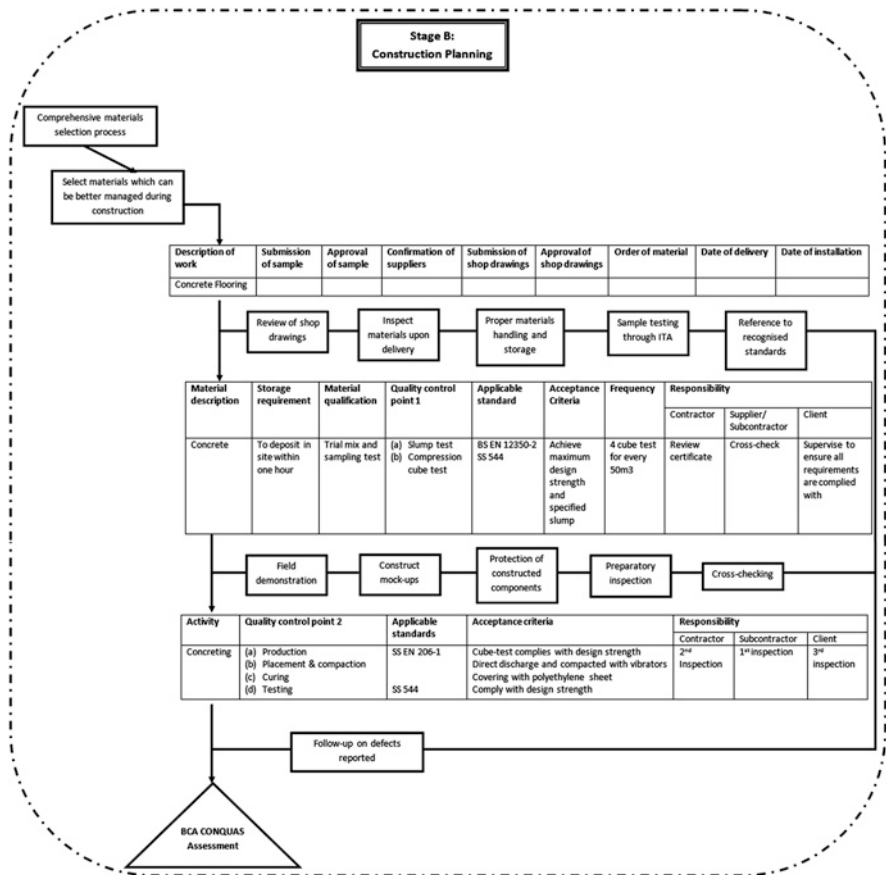 Stage B:
Construction Planning
Comprehensive materials
selection process
Select materials which can
be better managed during
construction
Description of work Submission of sample Approval of sample Confirmation of suppliers Submission of shop drawings Approval of shop drawings Order of material Date of delivery Date of installation
Concrete Flooring
Review of shop
drawings
Inspect
materials upon
delivery
Proper materials
handling and
storage
Sample testing
through ITA
Reference to
recognised
standards
Material description Storage requirement Material qualification Quality control point 1 Applicable standard Acceptance Criteria Frequency Responsibility
Contractor Supplier/ Subcontractor Client
Concrete To deposit in site within one hour Trial mix and sampling test (a) Slump test (b) Compression cube test BS EN 12350-2 SS 544 Achieve maximum design strength and specified slump 4 cube test for every 50m3 Review certificate Cross-check Supervise to ensure all requirements are complied with
Field
demonstration
Construct
mock-ups
Protection of
constructed
components
Preparatory
inspection
Cross-checking
Activity Quality control point 2 Applicable standards Acceptance criteria Responsibility
Contractor Subcontractor Client
Concreting (a) Production SS EN 206-1 Cube-test complies with design strength 2nd Inspection 1st inspection 3rd inspection
(b) Placement & compaction Direct discharge and compacted with vibrators
(c) Curing Covering with polyethylene sheet
(d) Testing SS 544 Comply with design strength
Follow-up on defects
reported
BCA CONQUAS
Assessment